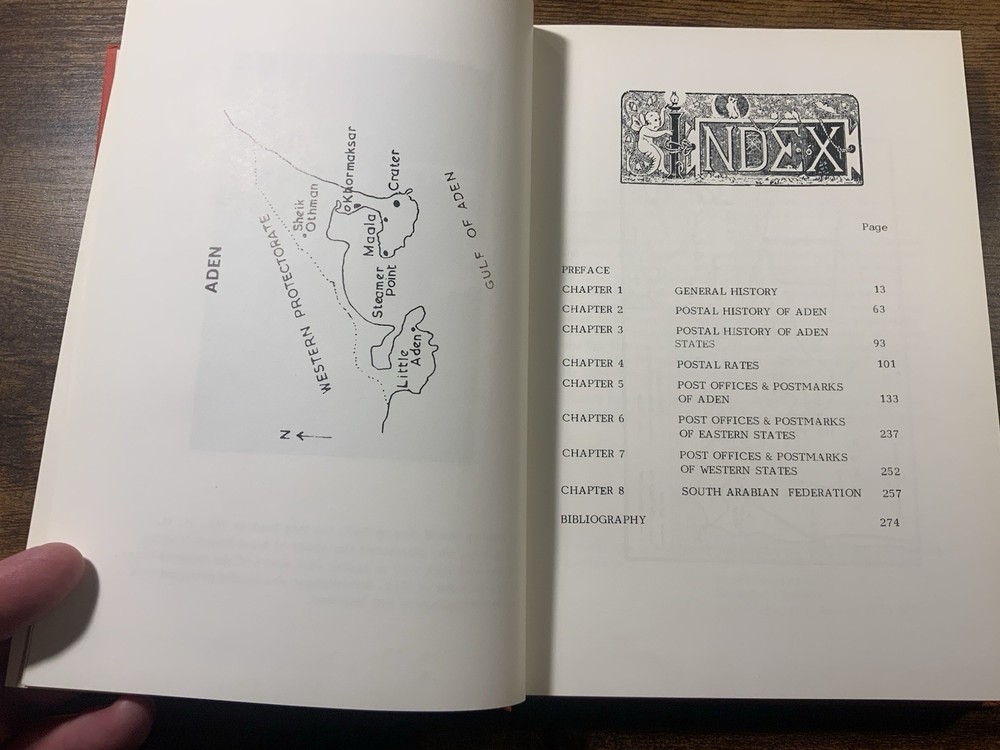 ADEN
WESTERN PROTECTORATE
Sheik
Othman
Khormaksar
Crater
Maala
Steamer
Point
Little
Aden
GULF OF ADEN
N
INDEX
Page
PREFACE
CHAPTER 1 GENERAL HISTORY 13
CHAPTER 2 POSTAL HISTORY OF ADEN 63
CHAPTER 3 POSTAL HISTORY OF ADEN
STATES 93
CHAPTER 4 POSTAL RATES 101
CHAPTER 5 POST OFFICES & POSTMARKS
OF ADEN 133
CHAPTER 6 POST OFFICES & POSTMARKS
OF EASTERN STATES 237
CHAPTER 7 POST OFFICES & POSTMARKS
OF WESTERN STATES 252
CHAPTER 8 SOUTH ARABIAN FEDERATION 257
BIBLIOGRAPHY 274